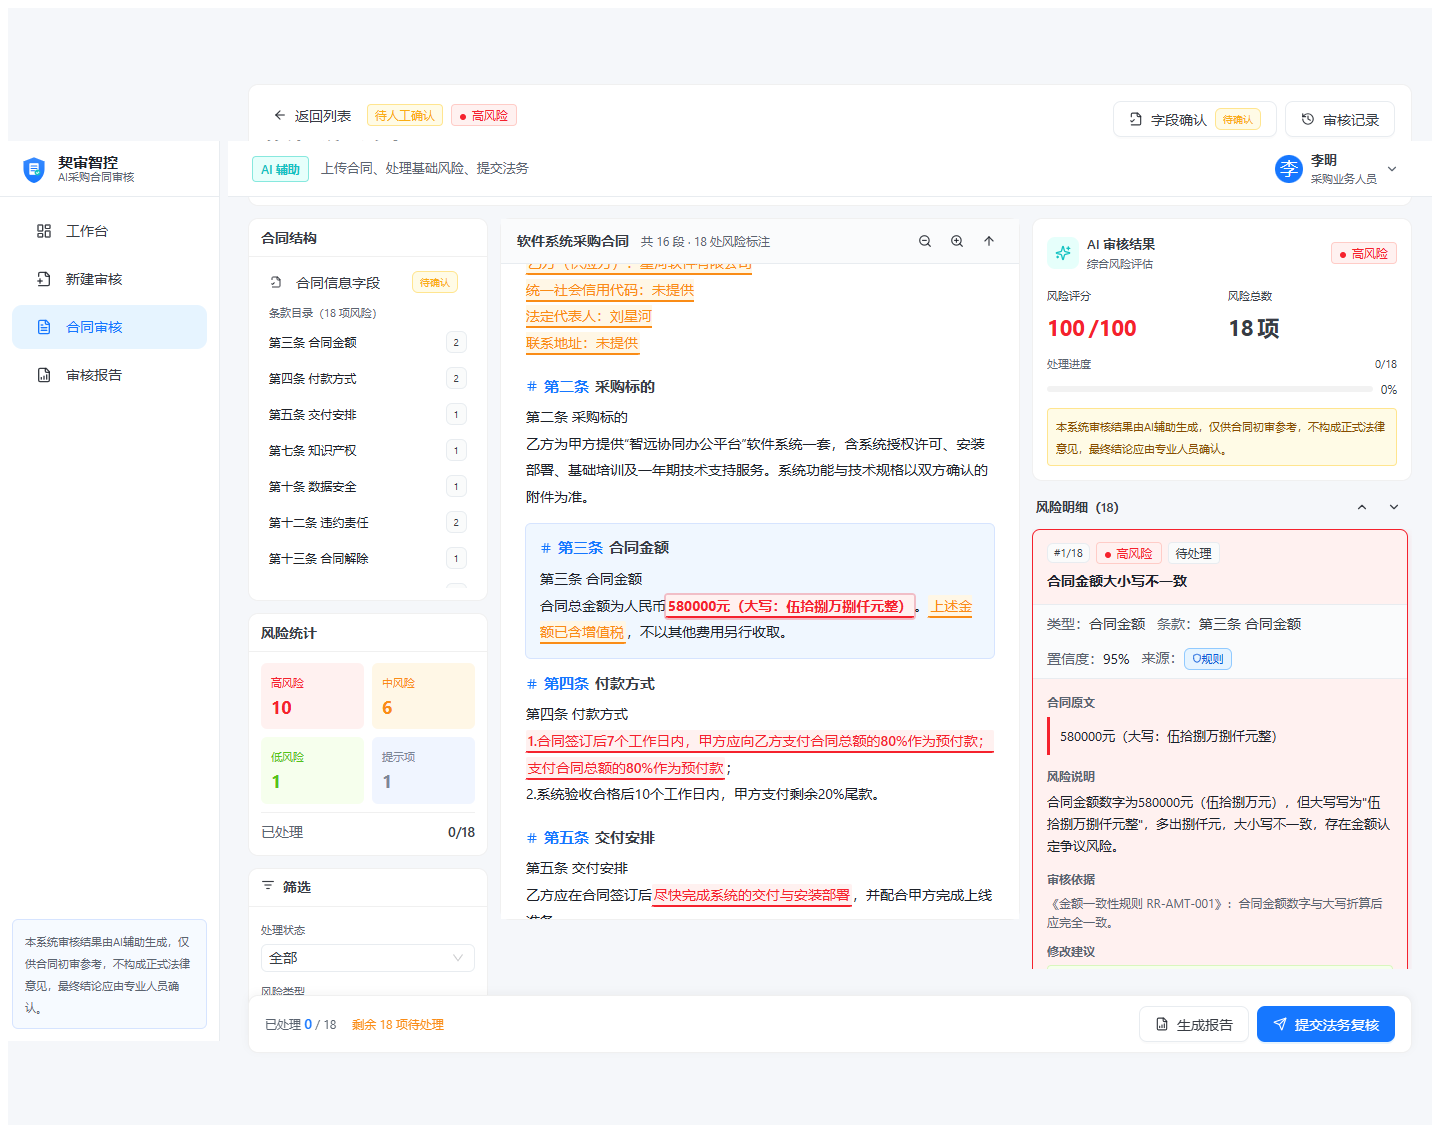 返回列表
待人工确认
高风险
字段确认
待确认
审核记录
契审智控
AI采购合同审核
AI 辅助
上传合同、处理基础风险、提交法务
李
李明
采购业务人员
工作台
新建审核
合同审核
审核报告
本系统审核结果由AI辅助生成，仅
供合同初审参考，不构成正式法律
意见，最终结论应由专业人员确
认。
合同结构
合同信息字段
待确认
条款目录（18 项风险）
第三条 合同金额
2
第四条 付款方式
2
第五条 交付安排
1
第七条 知识产权
1
第十条 数据安全
1
第十二条 违约责任
2
第十三条 合同解除
1
风险统计
高风险
10
中风险
6
低风险
1
提示项
1
已处理
0/18
筛选
处理状态
全部
风险类型
软件系统采购合同
共 16 段 · 18 处风险标注
乙方（供应方）：星河软件有限公司
统一社会信用代码：未提供
法定代表人：刘星河
联系地址：未提供
# 第二条 采购标的
第二条 采购标的
乙方为甲方提供“智远协同办公平台”软件系统一套，含系统授权许可、安装
部署、基础培训及一年期技术支持服务。系统功能与技术规格以双方确认的
附件为准。
# 第三条 合同金额
第三条 合同金额
合同总金额为人民币580000元（大写：伍拾捌万捌仟元整）。上述金
额已含增值税，不以其他费用另行收取。
# 第四条 付款方式
第四条 付款方式
1.合同签订后7个工作日内，甲方应向乙方支付合同总额的80%作为预付款；
支付合同总额的80%作为预付款；
2.系统验收合格后10个工作日内，甲方支付剩余20%尾款。
# 第五条 交付安排
第五条 交付安排
乙方应在合同签订后尽快完成系统的交付与安装部署，并配合甲方完成上线
AI 审核结果
综合风险评估
高风险
风险评分
风险总数
100 /100
18 项
处理进度
0/18
0%
本系统审核结果由AI辅助生成，仅供合同初审参考，不构成正式法律
意见，最终结论应由专业人员确认。
风险明细（18）
#1/18
高风险
待处理
合同金额大小写不一致
类型：合同金额 条款：第三条 合同金额
置信度：95% 来源：规则
合同原文
580000元（大写：伍拾捌万捌仟元整）
风险说明
合同金额数字为580000元（伍拾捌万元），但大写写为"伍
拾捌万捌仟元整"，多出捌仟元，大小写不一致，存在金额认
定争议风险。
审核依据
《金额一致性规则 RR-AMT-001》：合同金额数字与大写折算后
应完全一致。
修改建议
已处理 0 / 18
剩余 18 项待处理
生成报告
提交法务复核